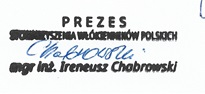 PREZES
STOWARZYSZENIA WŁÓKIENNIKÓW POLSKICH
mgr inż. Ireneusz Chabrowski